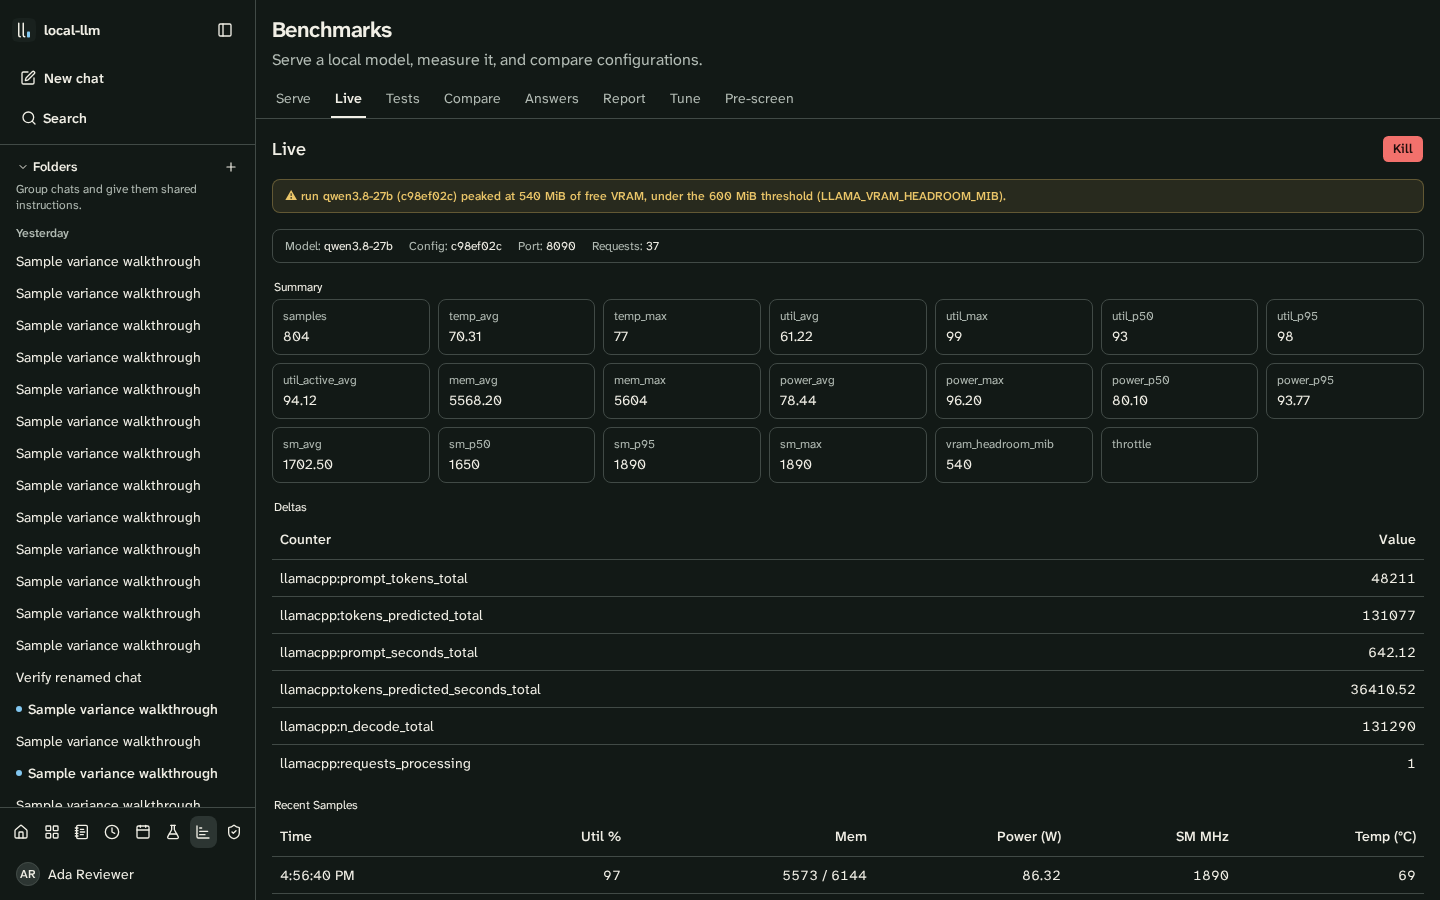 local-llm
New chat
Search
Folders
Group chats and give them shared
instructions.
Yesterday
Sample variance walkthrough
Sample variance walkthrough
Sample variance walkthrough
Sample variance walkthrough
Sample variance walkthrough
Sample variance walkthrough
Sample variance walkthrough
Sample variance walkthrough
Sample variance walkthrough
Sample variance walkthrough
Sample variance walkthrough
Sample variance walkthrough
Sample variance walkthrough
Verify renamed chat
Sample variance walkthrough
Sample variance walkthrough
Sample variance walkthrough
Sample variance walkthrough
AR Ada Reviewer
Benchmarks
Serve a local model, measure it, and compare configurations.
Serve Live Tests Compare Answers Report Tune Pre-screen
Live Kill
⚠ run qwen3.8-27b (c98ef02c) peaked at 540 MiB of free VRAM, under the 600 MiB threshold (LLAMA_VRAM_HEADROOM_MIB).
Model: qwen3.8-27b Config: c98ef02c Port: 8090 Requests: 37
Summary
samples temp_avg temp_max util_avg util_max util_p50 util_p95
804 70.31 77 61.22 99 93 98
util_active_avg mem_avg mem_max power_avg power_max power_p50 power_p95
94.12 5568.20 5604 78.44 96.20 80.10 93.77
sm_avg sm_p50 sm_p95 sm_max vram_headroom_mib throttle
1702.50 1650 1890 1890 540
Deltas
Counter Value
llamacpp:prompt_tokens_total 48211
llamacpp:tokens_predicted_total 131077
llamacpp:prompt_seconds_total 642.12
llamacpp:tokens_predicted_seconds_total 36410.52
llamacpp:n_decode_total 131290
llamacpp:requests_processing 1
Recent Samples
Time Util % Mem Power (W) SM MHz Temp (°C)
4:56:40 PM 97 5573 / 6144 86.32 1890 69